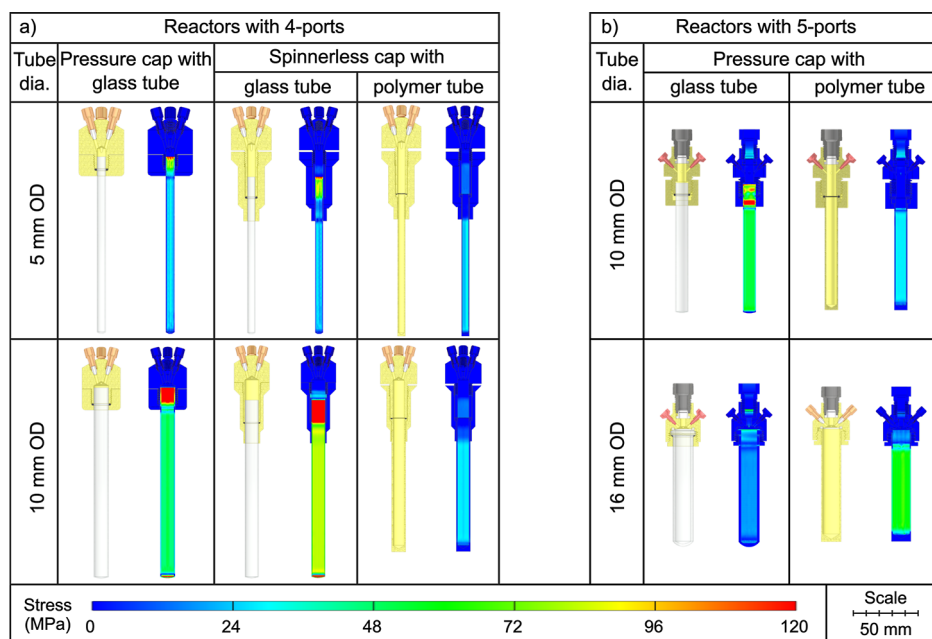 a) Reactors with 4-ports
Tube dia.
Pressure cap with glass tube
Spinnerless cap with
glass tube
polymer tube
5 mm OD
10 mm OD
b) Reactors with 5-ports
Tube dia.
Pressure cap with
glass tube
polymer tube
10 mm OD
16 mm OD
Stress (MPa)
0 24 48 72 96 120
Scale
50 mm